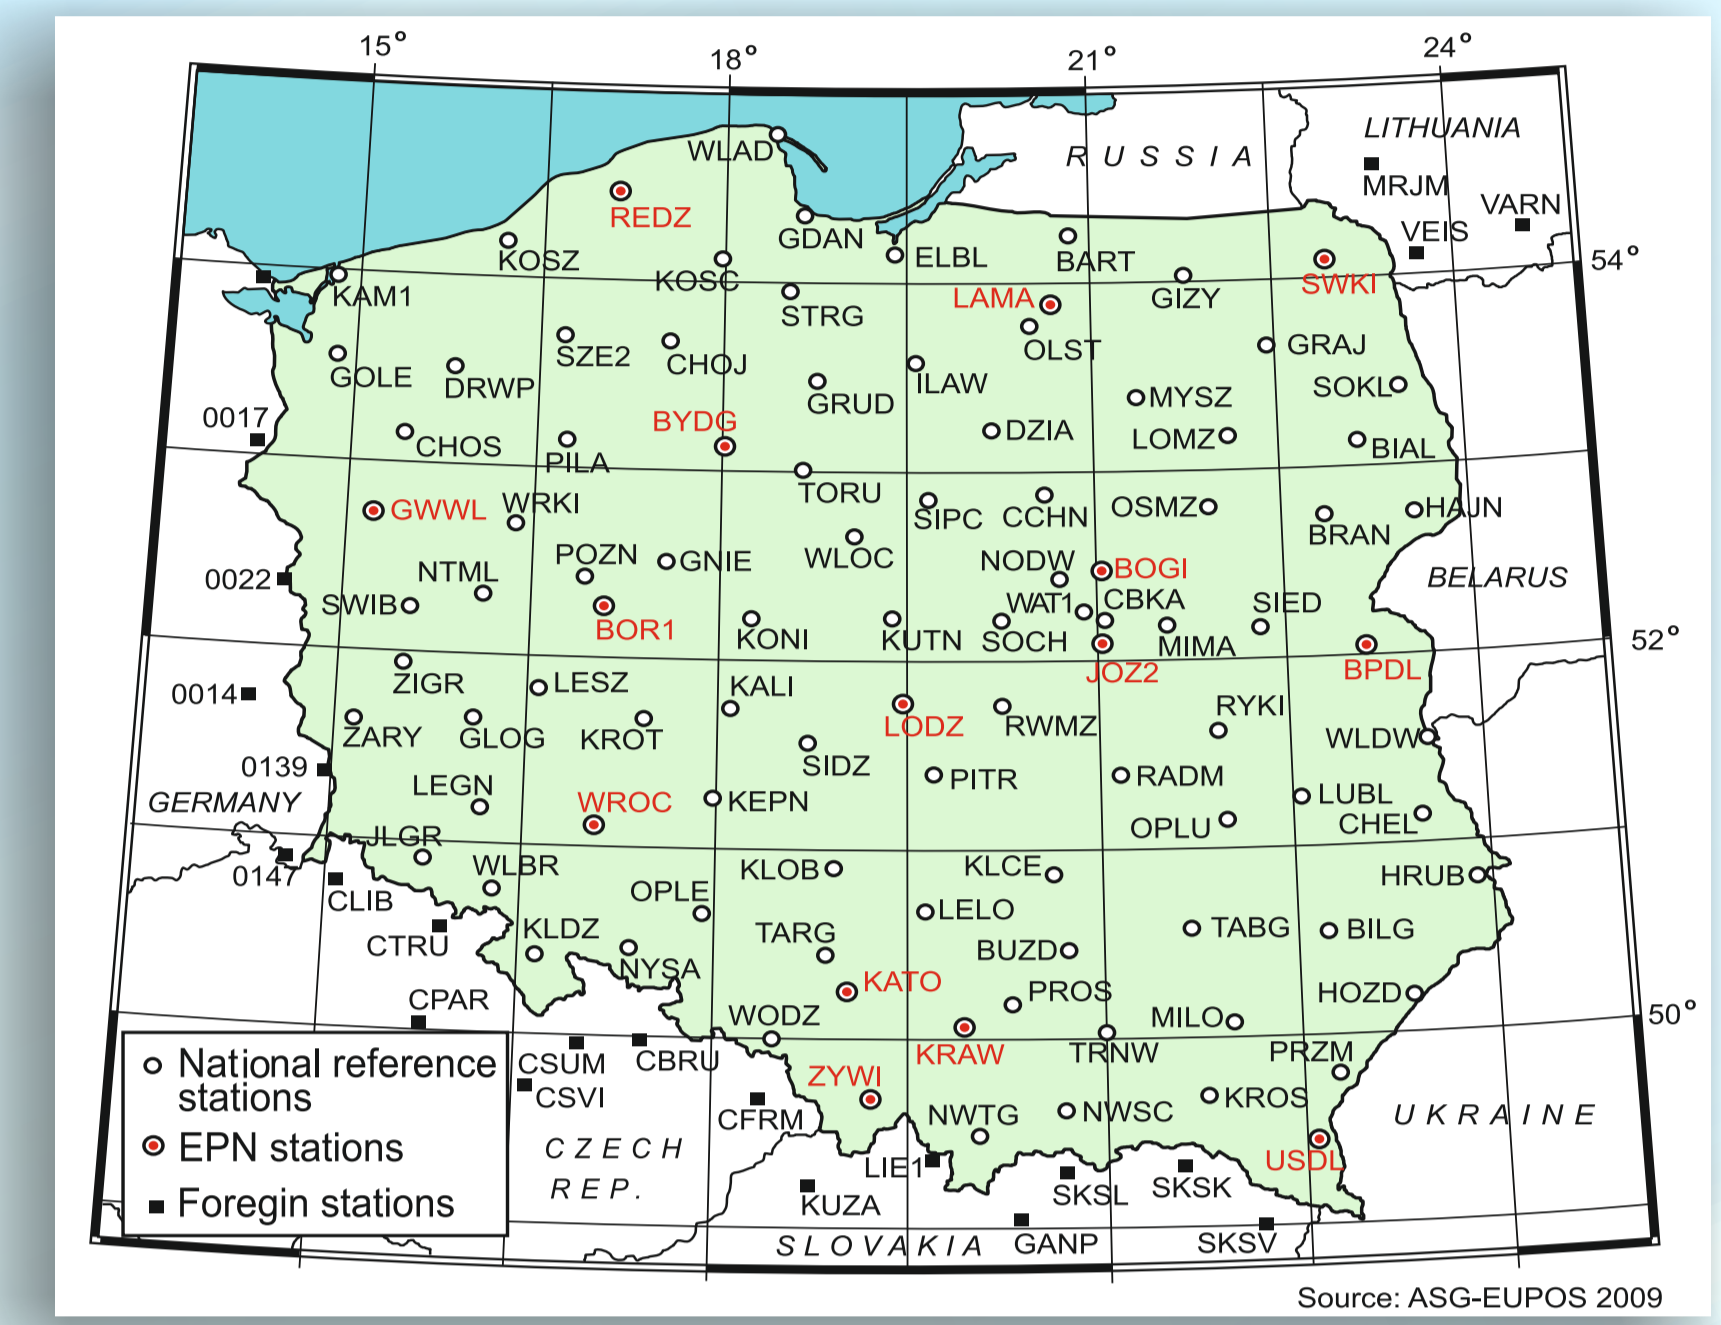 15°
18°
21°
24°
LITHUANIA
WLAD
RUSSIA
MRJM
VARN
REDZ
VEIS
GDAN
KOSZ
ELBL
BART
54°
KOSC
SWKI
KAM1
LAMA
GIZY
STRG
OLST
GRAJ
SZE2
CHOJ
GOLE
DRWP
ILAW
SOKL
GRUD
MYSZ
0017
BYDG
DZIA
LOMZ
CHOS
BIAL
PILA
TORU
GWWL
WRKI
SIPC
CCHN
OSMZ
HAJN
BRAN
POZN
GNIE
WLOC
NODW
BOGI
0022
NTML
BELARUS
SWIB
WAT1
CBKA
SIED
BOR1
KONI
KUTN
SOCH
MIMA
52°
JOZ2
BPDL
ZIGR
LESZ
KALI
0014
RYKI
ZARY
GLOG
KROT
LODZ
RWMZ
WLDW
0139
SIDZ
PITR
RADM
LEGN
GERMANY
WROC
KEPN
LUBL
CHEL
OPLU
JLGR
WLBR
KLOB
KLCE
HRUB
0147
CLIB
OPLE
LELO
KLDZ
TARG
TABG
BILG
CTRU
BUZD
NYSA
KATO
CPAR
PROS
HOZD
WODZ
MILO
50°
KRAW
TRNW
PRZM
National reference
stations
CSUM
CBRU
ZYWI
CSVI
KROS
CFRM
NWTG
NWSC
UKRAINE
EPN stations
CZECH
REP.
LIE1
USDL
SKSL
SKSK
Foregin stations
KUZA
SLOVAKIA
GANP
SKSV
Source: ASG-EUPOS 2009